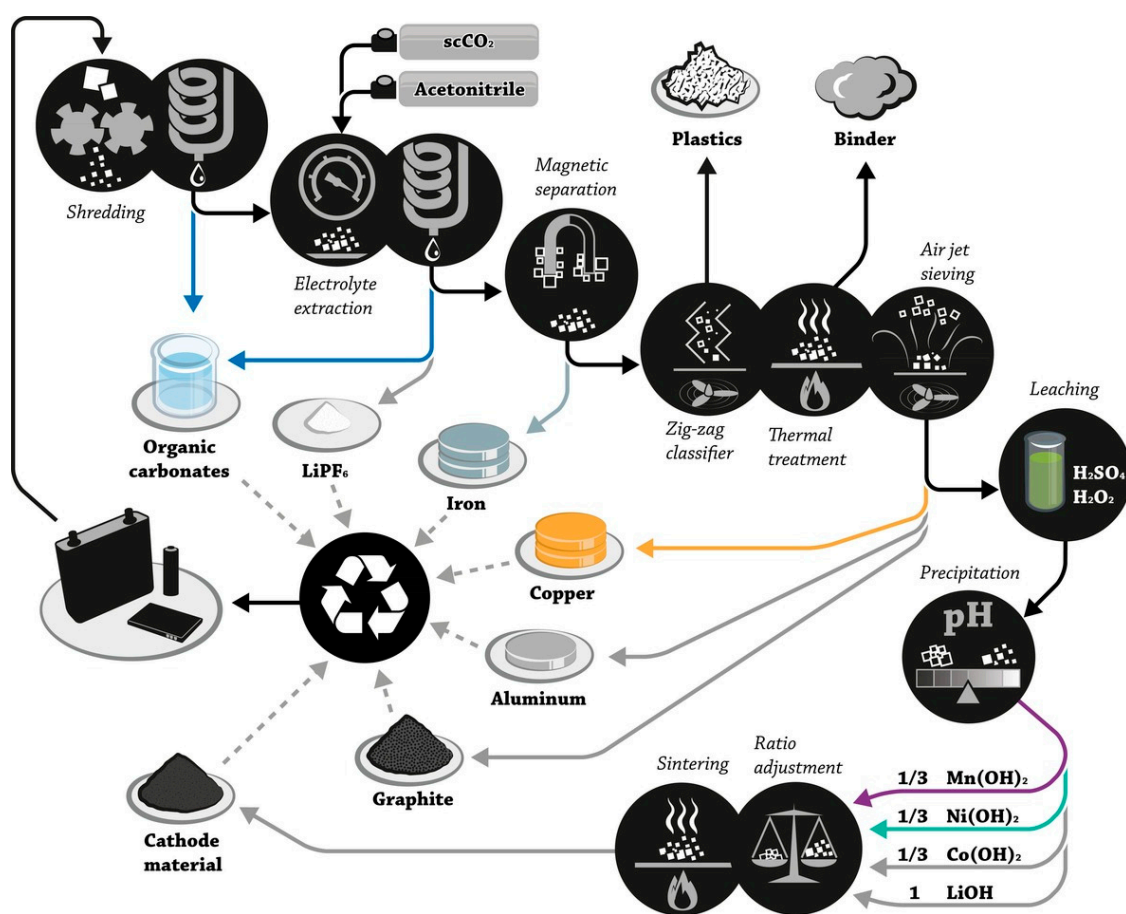 scCO₂
Acetonitrile
Shredding
Electrolyte
extraction
Magnetic
separation
Plastics
Binder
Air jet
sieving
Zig-zag
classifier
Thermal
treatment
Leaching
H₂SO₄
H₂O₂
Organic
carbonates
LiPF₆
Iron
Copper
Aluminum
Graphite
Cathode
material
Precipitation
pH
Sintering
Ratio
adjustment
1/3 Mn(OH)₂
1/3 Ni(OH)₂
1/3 Co(OH)₂
1 LiOH